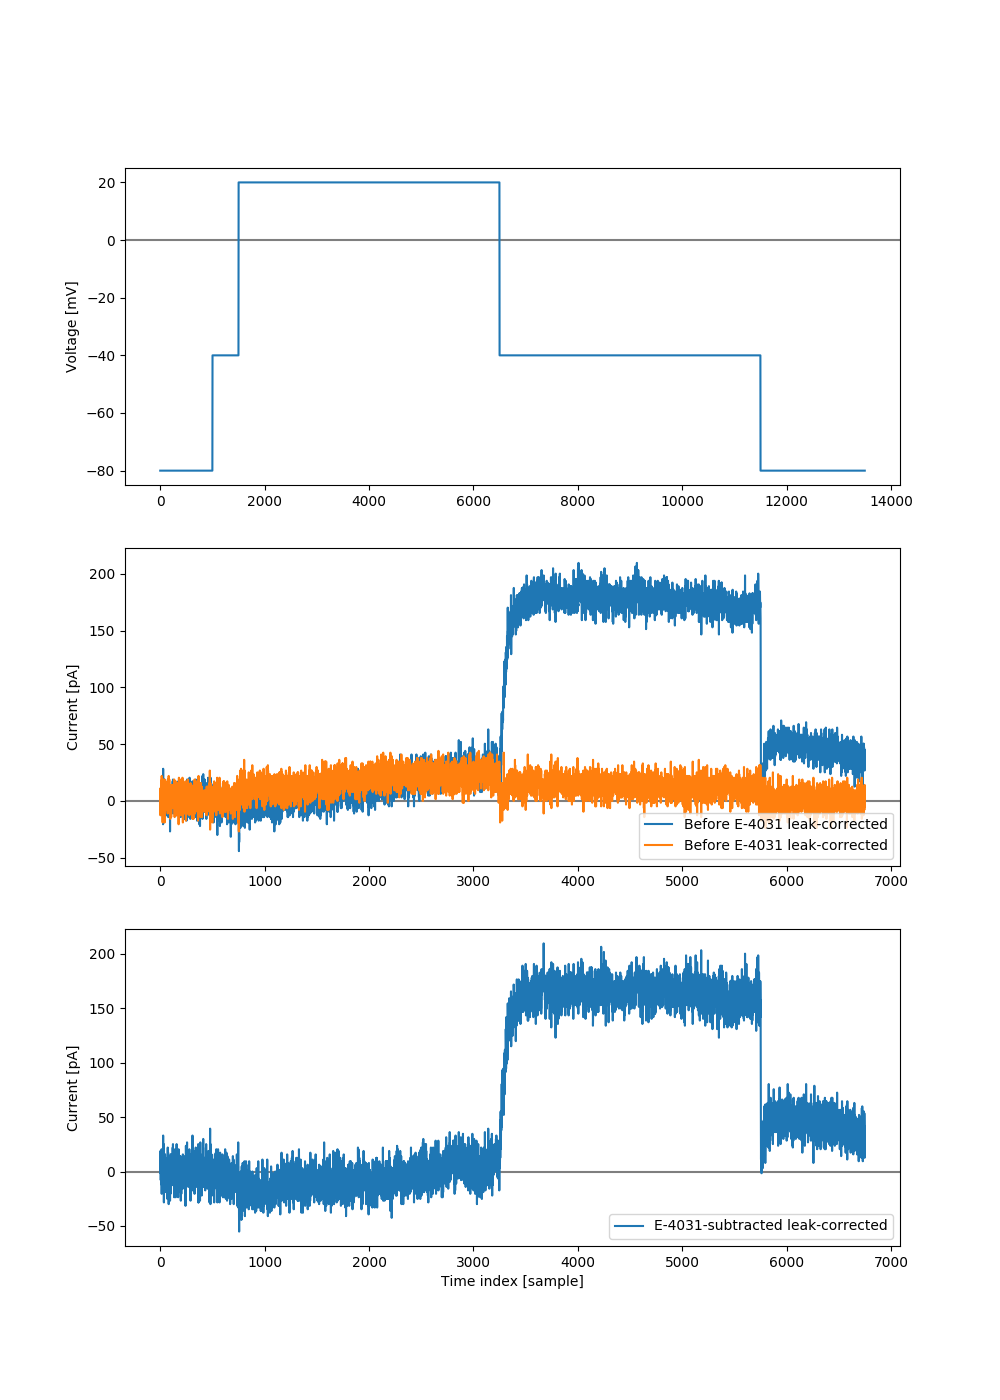 20
0
−20
−40
−60
−80
Voltage [mV]
0 2000 4000 6000 8000 10000 12000 14000
200
150
100
50
0
−50
Current [pA]
Before E-4031 leak-corrected
Before E-4031 leak-corrected
0 1000 2000 3000 4000 5000 6000 7000
200
150
100
50
0
−50
Current [pA]
E-4031-subtracted leak-corrected
0 1000 2000 3000 4000 5000 6000 7000
Time index [sample]